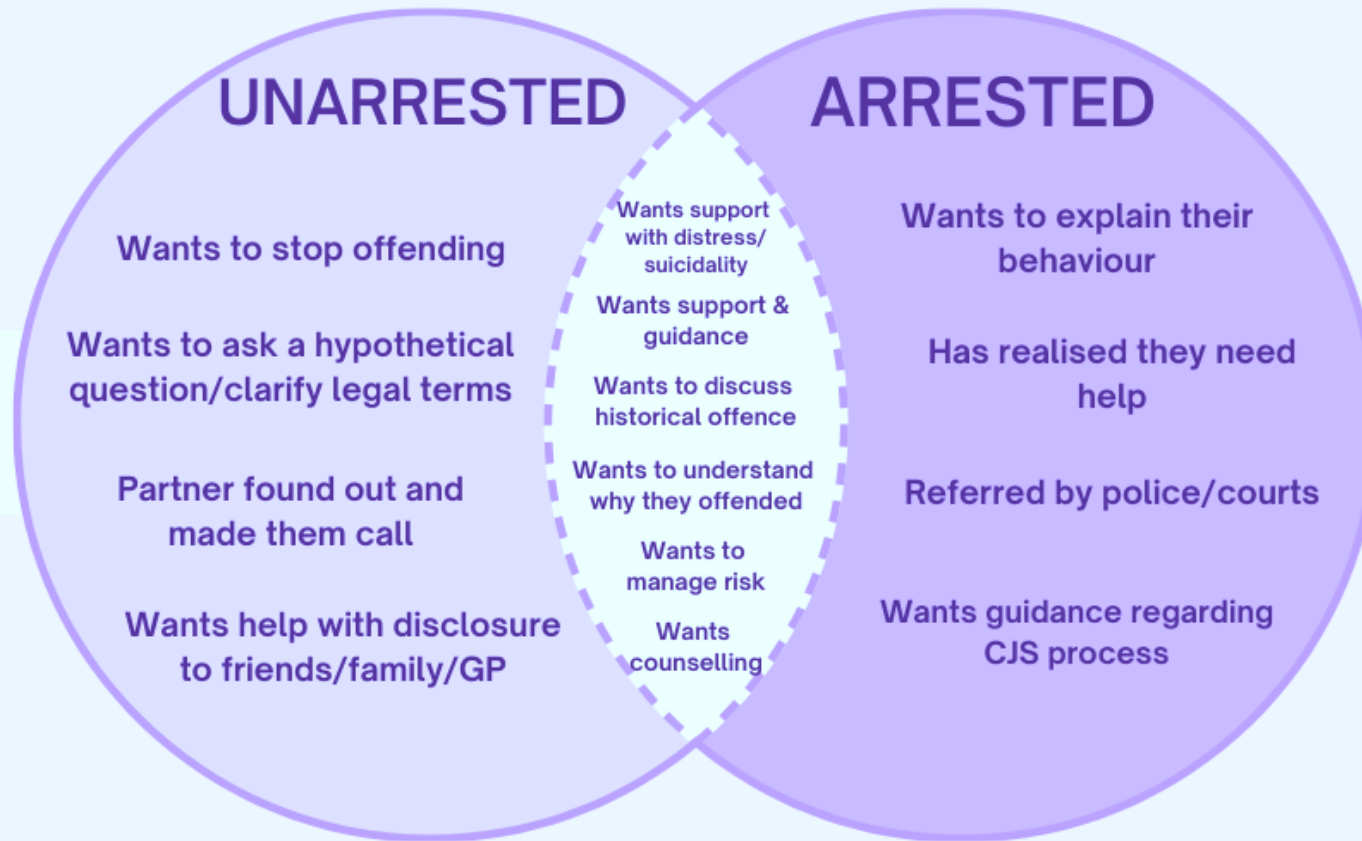 UNARRESTED
Wants to stop offending
Wants to ask a hypothetical
question/clarify legal terms
Partner found out and
made them call
Wants help with disclosure
to friends/family/GP
Wants support
with distress/
suicidality
Wants support &
guidance
Wants to discuss
historical offence
Wants to understand
why they offended
Wants to
manage risk
Wants
counselling
ARRESTED
Wants to explain their
behaviour
Has realised they need
help
Referred by police/courts
Wants guidance regarding
CJS process